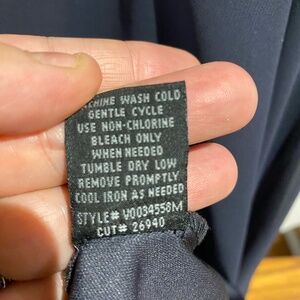 CHINE WASH COLD
GENTLE CYCLE
USE NON-CHLORINE
BLEACH ONLY
WHEN NEEDED
TUMBLE DRY LOW
REMOVE PROMPTLY
COOL IRON AS NEEDED
STYLE# V0034558M
CUT# 26940